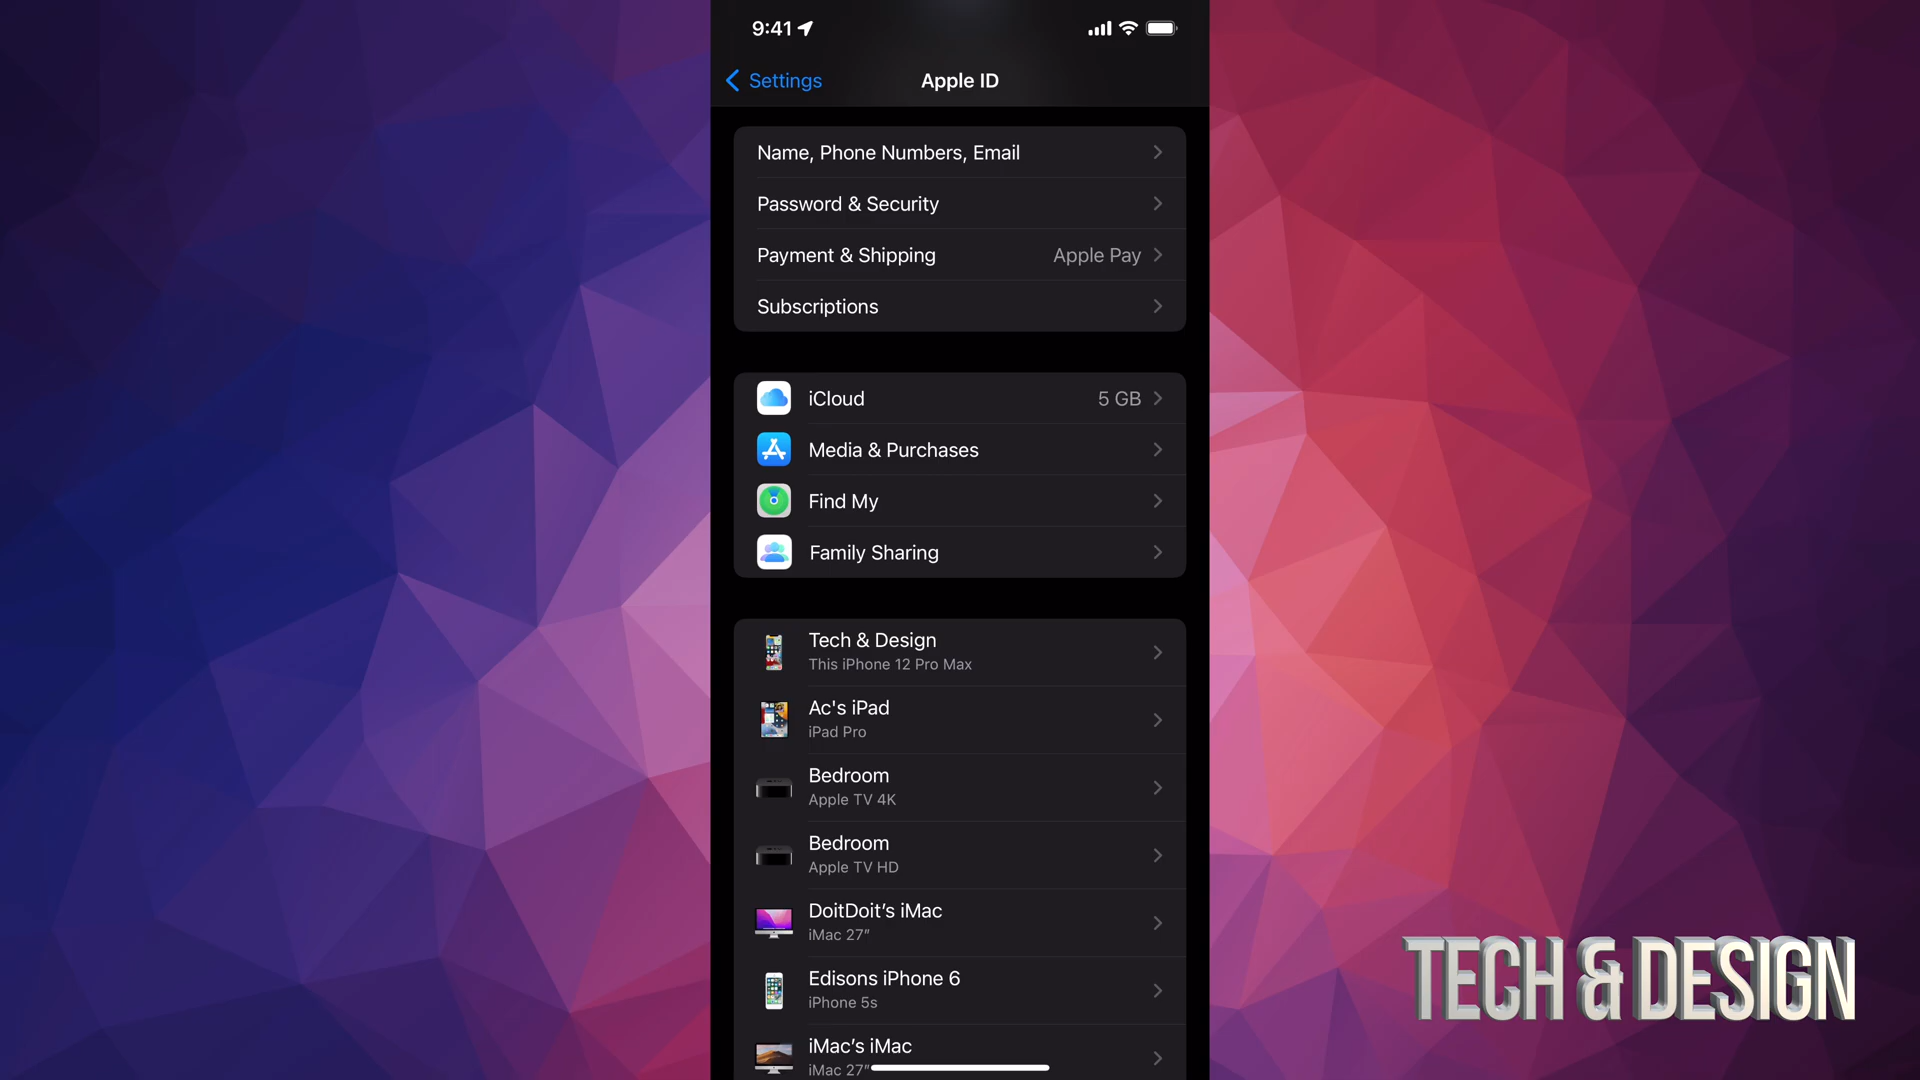 9:41
Settings
Apple ID
Name, Phone Numbers, Email
Password & Security
Payment & Shipping Apple Pay
Subscriptions
iCloud 5 GB
Media & Purchases
Find My
Family Sharing
Tech & Design
This iPhone 12 Pro Max
Ac's iPad
iPad Pro
Bedroom
Apple TV 4K
Bedroom
Apple TV HD
DoitDoit’s iMac
iMac 27”
Edisons iPhone 6
iPhone 5s
iMac’s iMac
iMac 27”
TECH & DESIGN